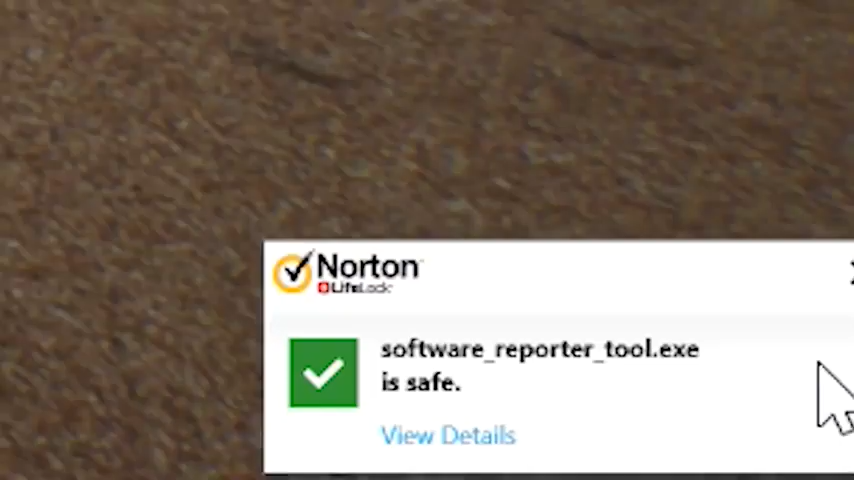 Norton
LifeLock
software_reporter_tool.exe
is safe.
View Details